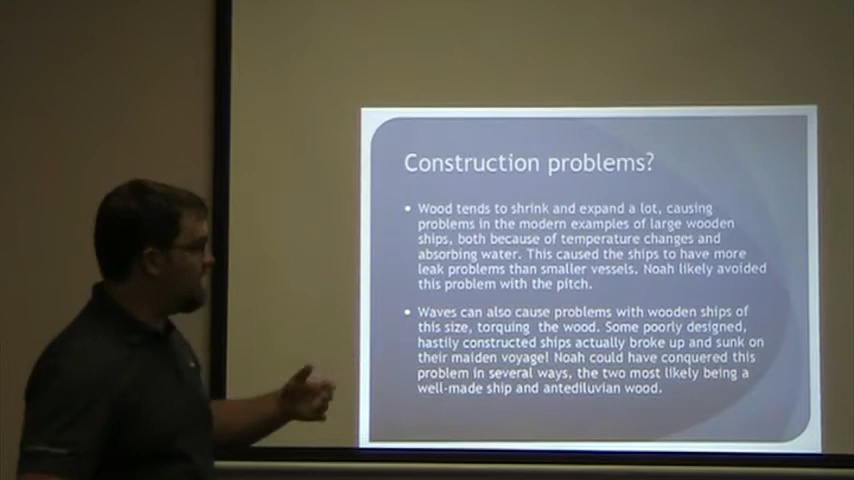 Construction problems?
• Wood tends to shrink and expand a lot, causing
problems in the modern examples of large wooden
ships, both because of temperature changes and
absorbing water. This caused the ships to have more
leak problems than smaller vessels. Noah likely avoided
this problem with the pitch.
• Waves can also cause problems with wooden ships of
this size, torquing the wood. Some poorly designed,
hastily constructed ships actually broke up and sunk on
their maiden voyage! Noah could have conquered this
problem in several ways, the two most likely being a
well-made ship and antediluvian wood.